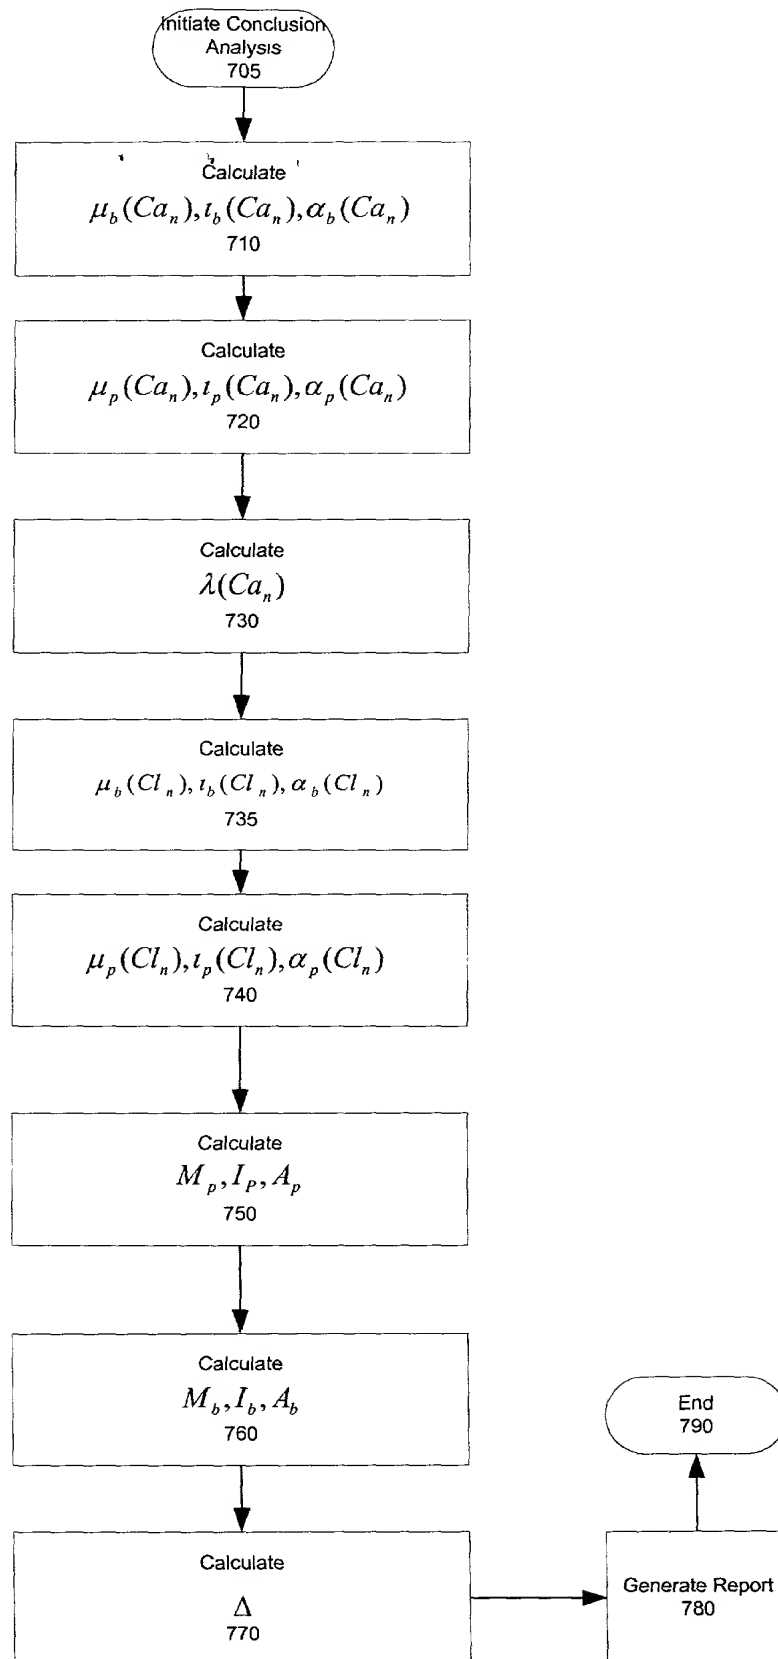 Initiate Conclusion
Analysis
705
Calculate
μ_b(Ca_n), ι_b(Ca_n), α_b(Ca_n)
710
Calculate
μ_p(Ca_n), ι_p(Ca_n), α_p(Ca_n)
720
Calculate
λ(Ca_n)
730
Calculate
μ_b(Cl_n), ι_b(Cl_n), α_b(Cl_n)
735
Calculate
μ_p(Cl_n), ι_p(Cl_n), α_p(Cl_n)
740
Calculate
M_p, I_P, A_p
750
Calculate
M_b, I_b, A_b
760
Calculate
Δ
770
Generate Report
780
End
790